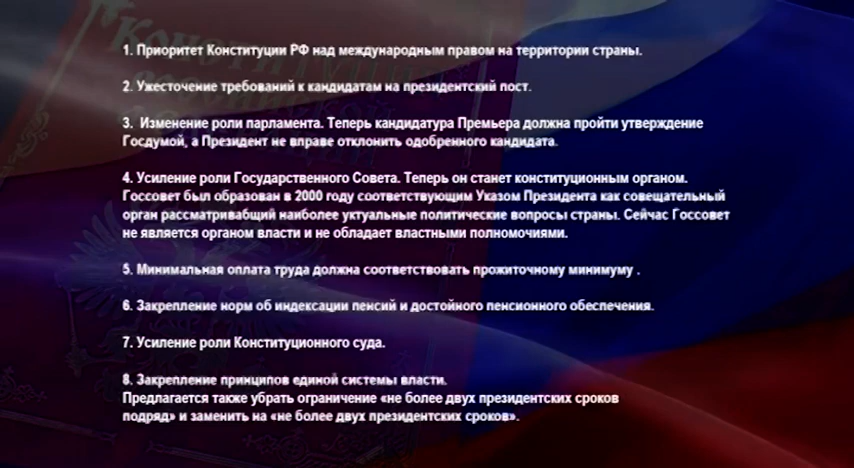 1. Приоритет Конституции РФ над международным правом на территории страны.
2. Ужесточение требований к кандидатам на президентский пост.
3. Изменение роли парламента. Теперь кандидатура Премьера должна пройти утверждение
Госдумой, а Президент не вправе отклонить одобренного кандидата.
4. Усиление роли Государственного Совета. Теперь он станет конституционным органом.
Госсовет был образован в 2000 году соответствующим Указом Президента как совещательный
орган рассматривабщий наиболее уктуальные политические вопросы страны. Сейчас Госсовет
не является органом власти и не обладает властными полномочиями.
5. Минимальная оплата труда должна соответствовать прожиточному минимуму .
6. Закрепление норм об индексации пенсий и достойного пенсионного обеспечения.
7. Усиление роли Конституционного суда.
8. Закрепление принципов единой системы власти.
Предлагается также убрать ограничение «не более двух президентских сроков
подряд» и заменить на «не более двух президентских сроков».